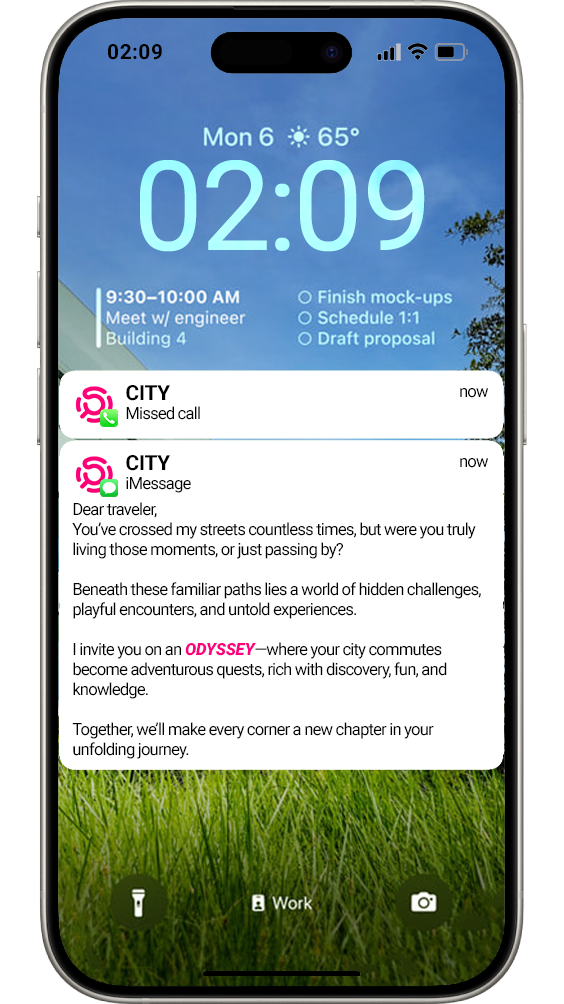 02:09
Mon 6 65°
02:09
9:30–10:00 AM
Meet w/ engineer
Building 4
Finish mock-ups
Schedule 1:1
Draft proposal
CITY
now
Missed call
CITY
now
iMessage
Dear traveler,
You’ve crossed my streets countless times, but were you truly
living those moments, or just passing by?
Beneath these familiar paths lies a world of hidden challenges,
playful encounters, and untold experiences.
I invite you on an ODYSSEY—where your city commutes
become adventurous quests, rich with discovery, fun, and
knowledge.
Together, we’ll make every corner a new chapter in your
unfolding journey.
Work